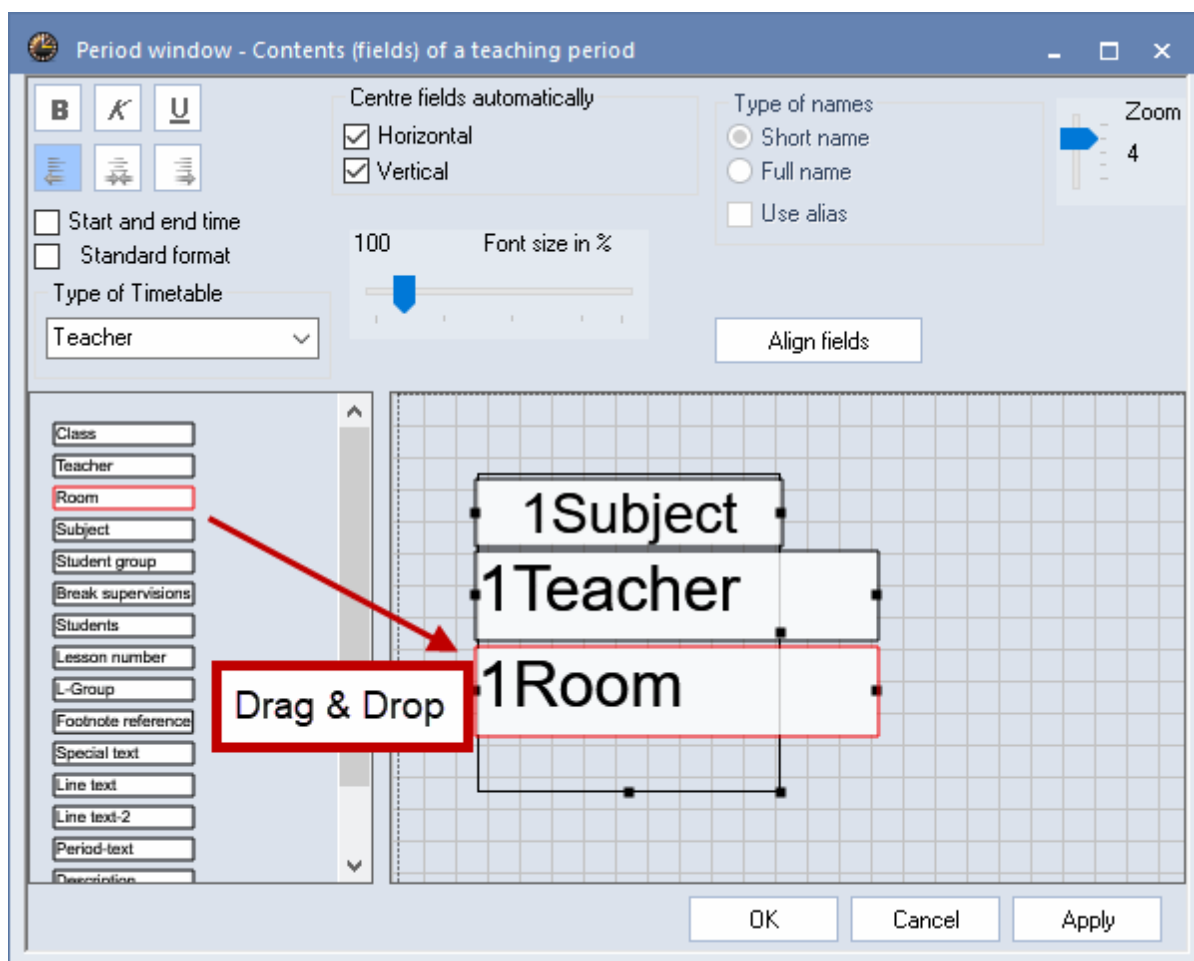 Period window - Contents (fields) of a teaching period
B K U
Centre fields automatically
Horizontal
Vertical
Type of names
Short name
Full name
Use alias
Zoom
4
Start and end time
Standard format
100 Font size in %
Type of Timetable
Teacher
Align fields
Class
Teacher
Room
Subject
Student group
Break supervisions
Students
Lesson number
L-Group
Footnote reference
Special text
Line text
Line text-2
Period-text
Description
1Subject
1Teacher
1Room
Drag & Drop
OK Cancel Apply